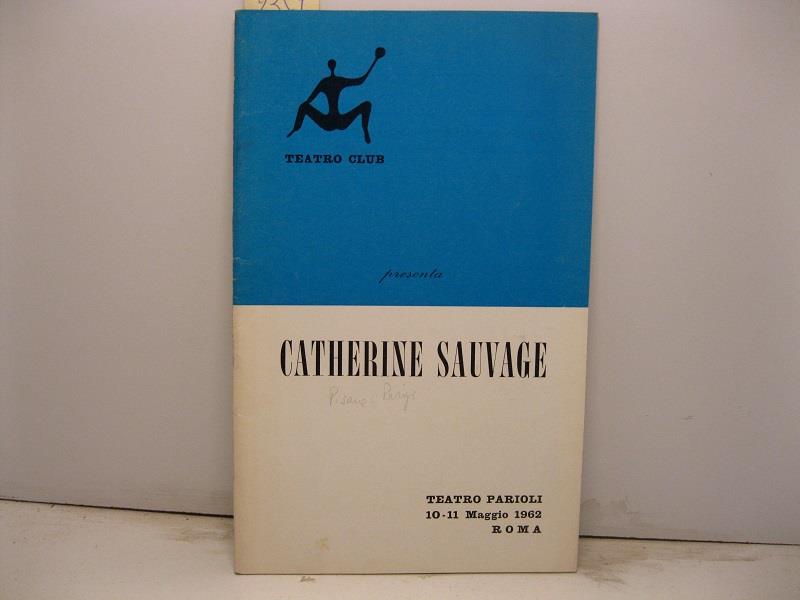 TEATRO CLUB
presenta
CATHERINE SAUVAGE
TEATRO PARIOLI
10-11 Maggio 1962
ROMA